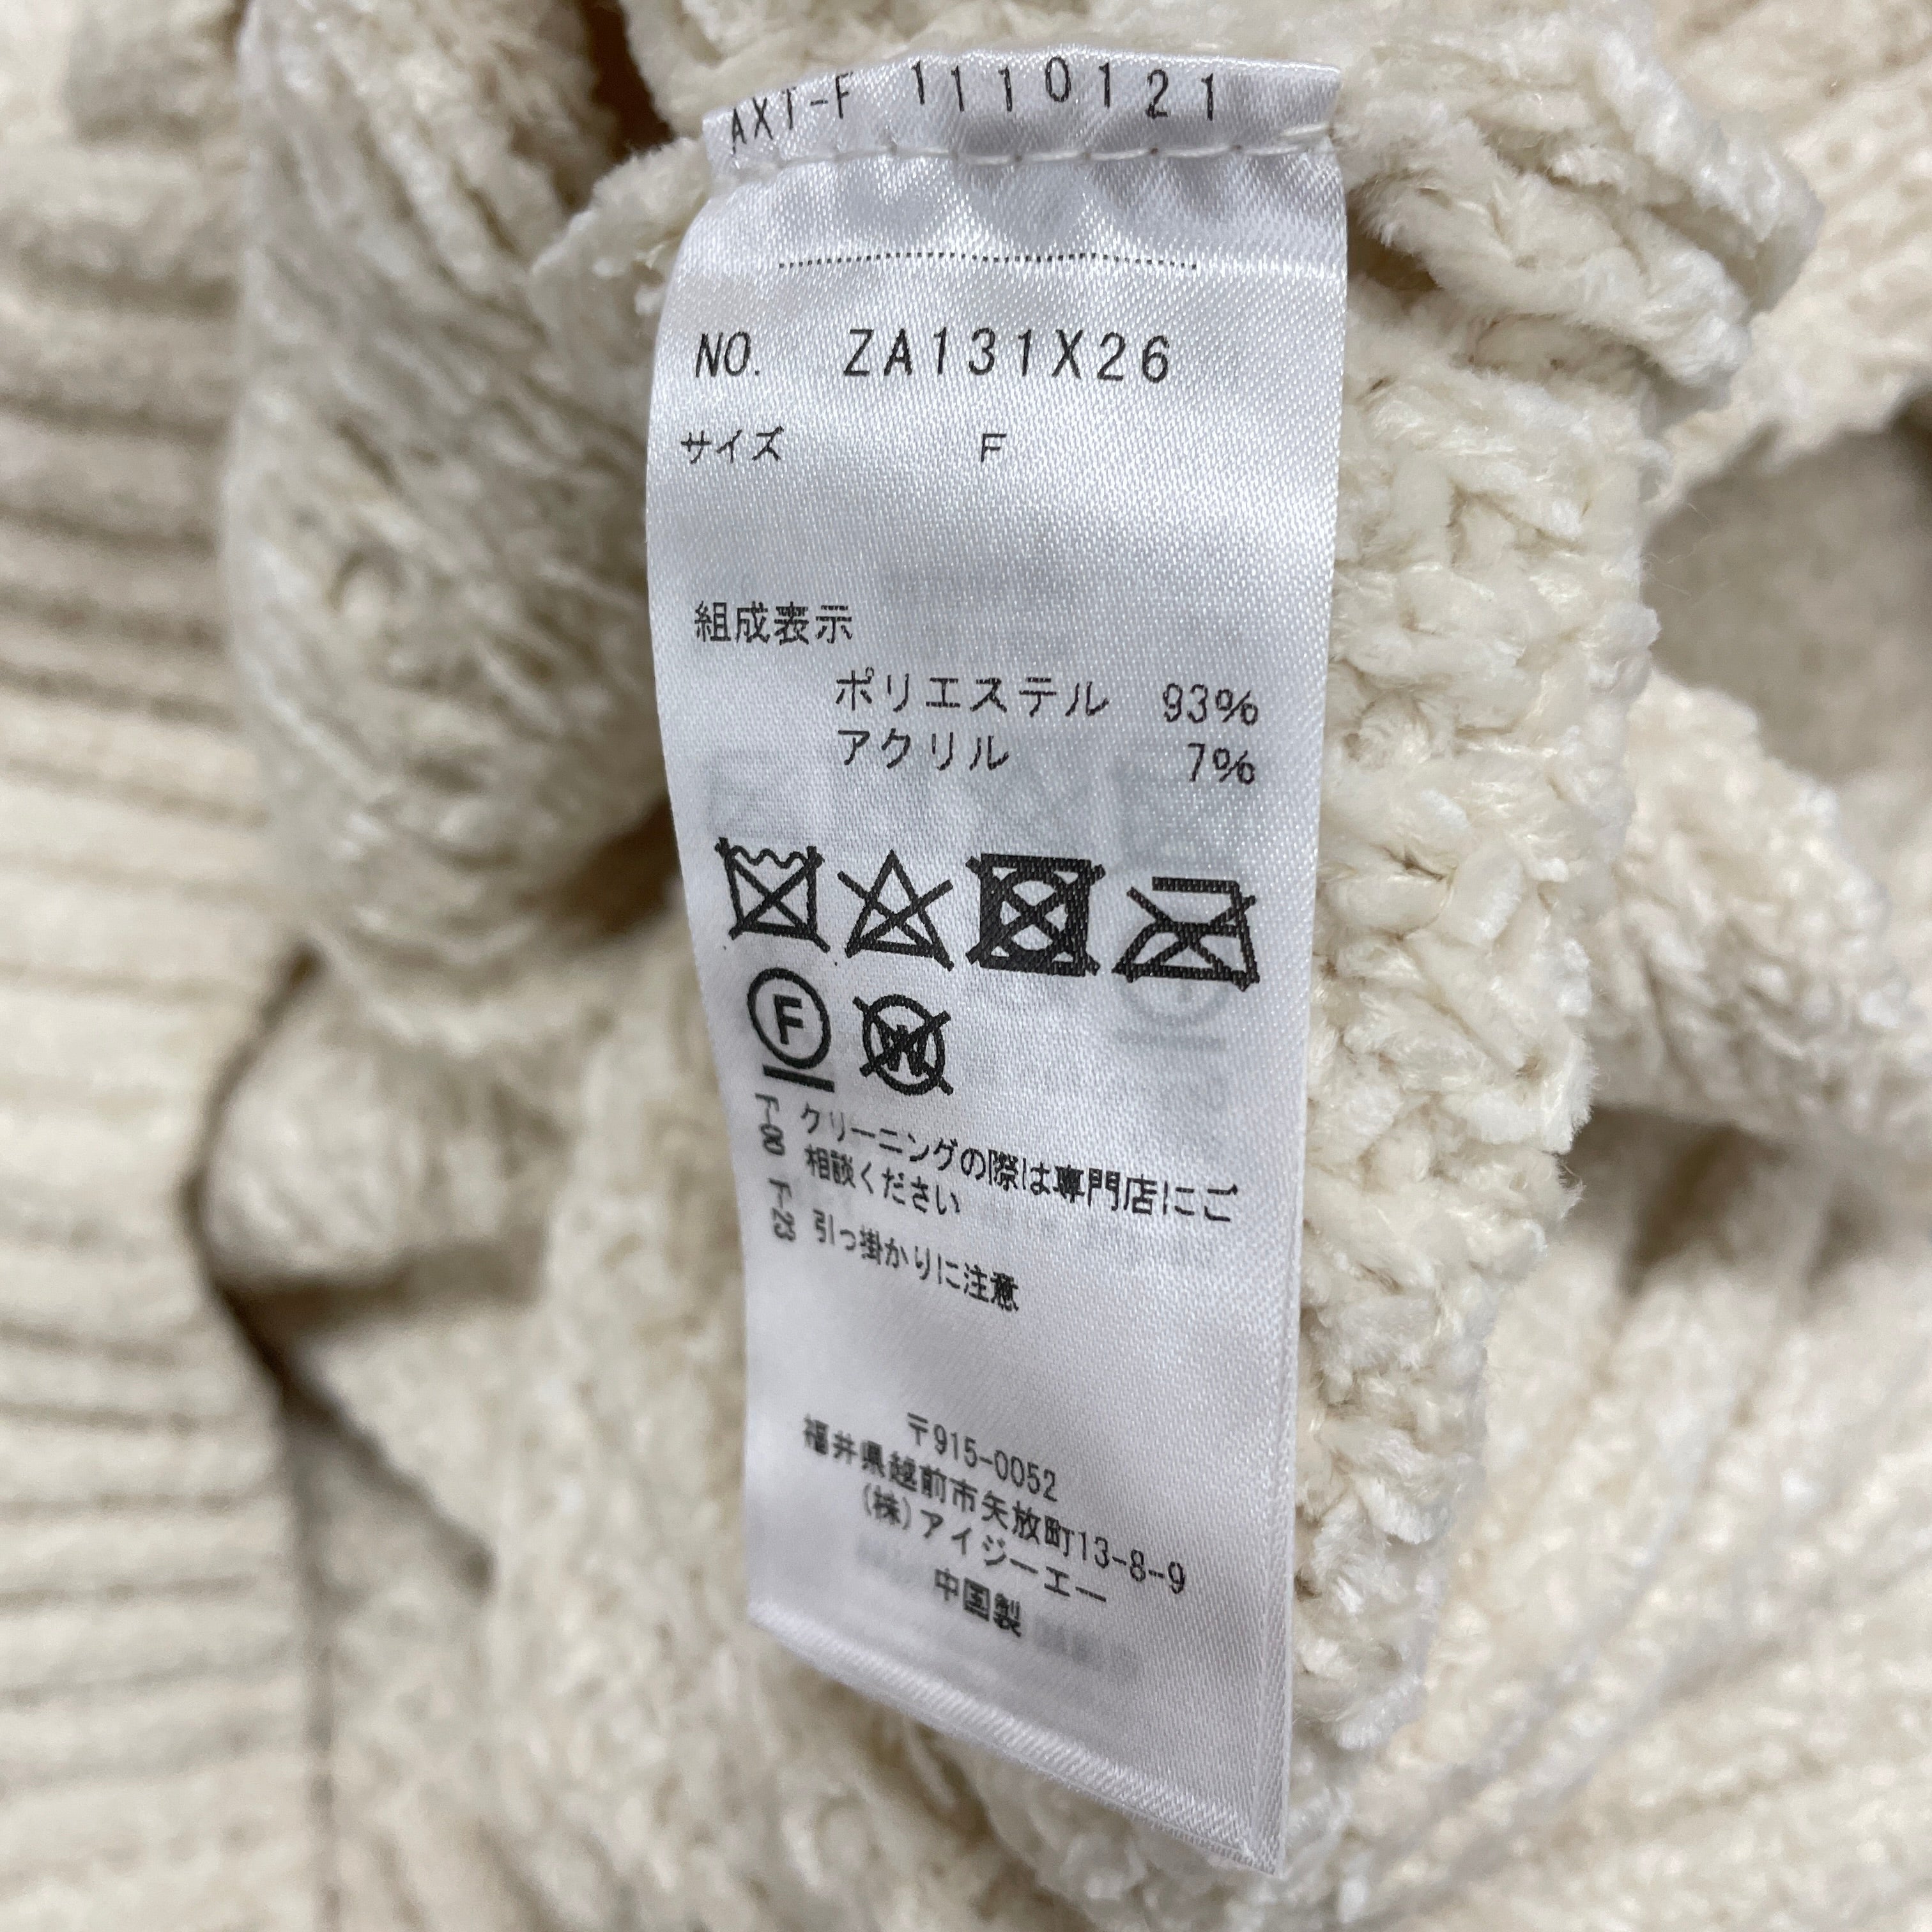 AXT-F 1110121
NO. ZA131X26
サイズ F
組成表示
ポリエステル 93%
アクリル 7%
F
W
F-08 クリーニングの際は専門店にご
相談ください
F-23 引っ掛かりに注意
〒915-0052
福井県越前市矢放町13-8-9
(株)アイジーエー
中国製